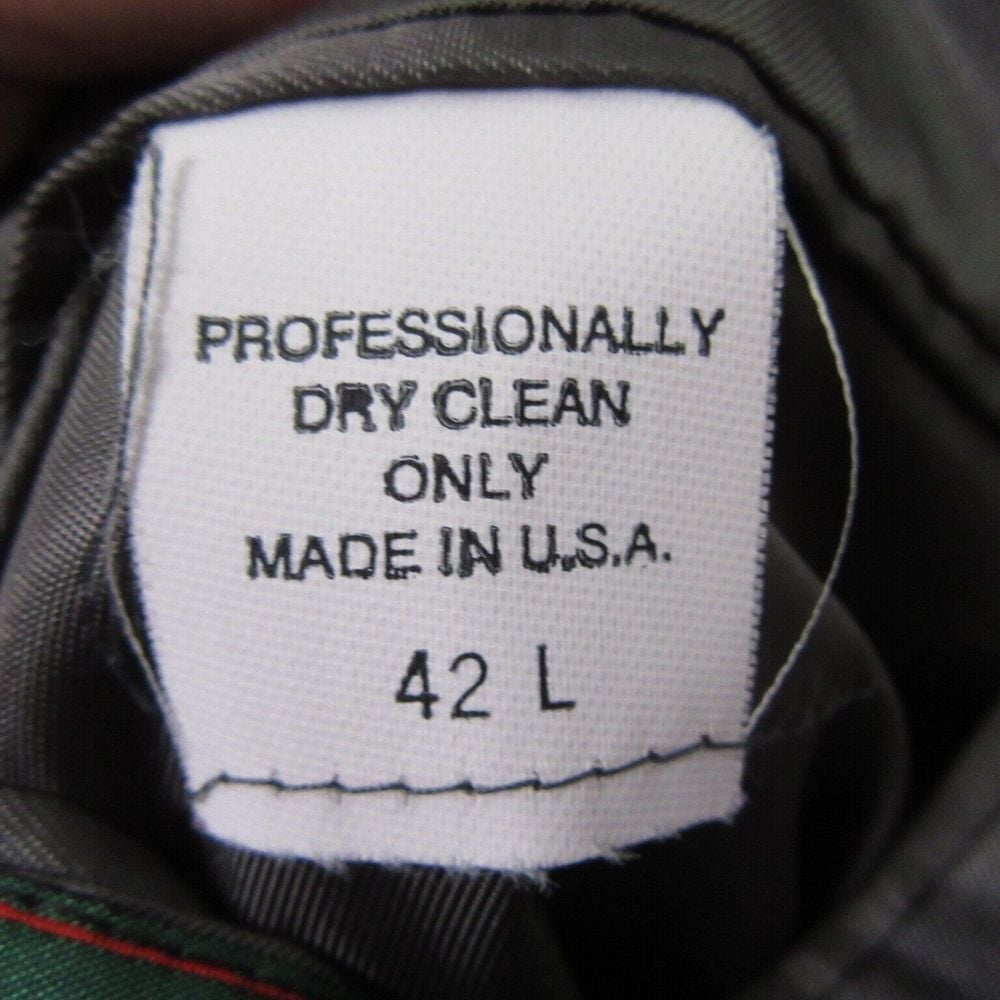 PROFESSIONALLY
DRY CLEAN
ONLY
MADE IN U.S.A.
42 L